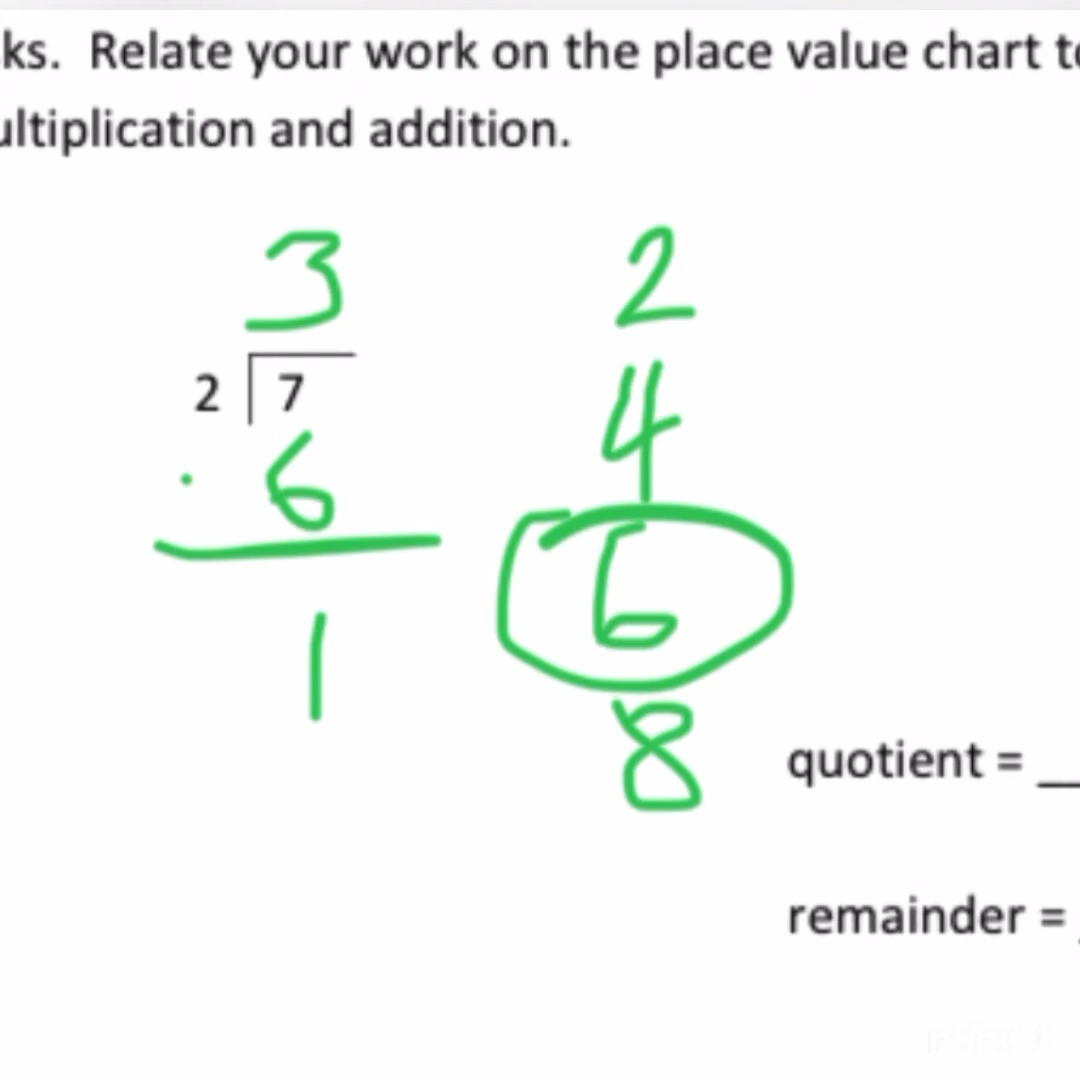 ks. Relate your work on the place value chart t
ultiplication and addition.
3
2 7
6
1
2
4
6
8
quotient = __
remainder =